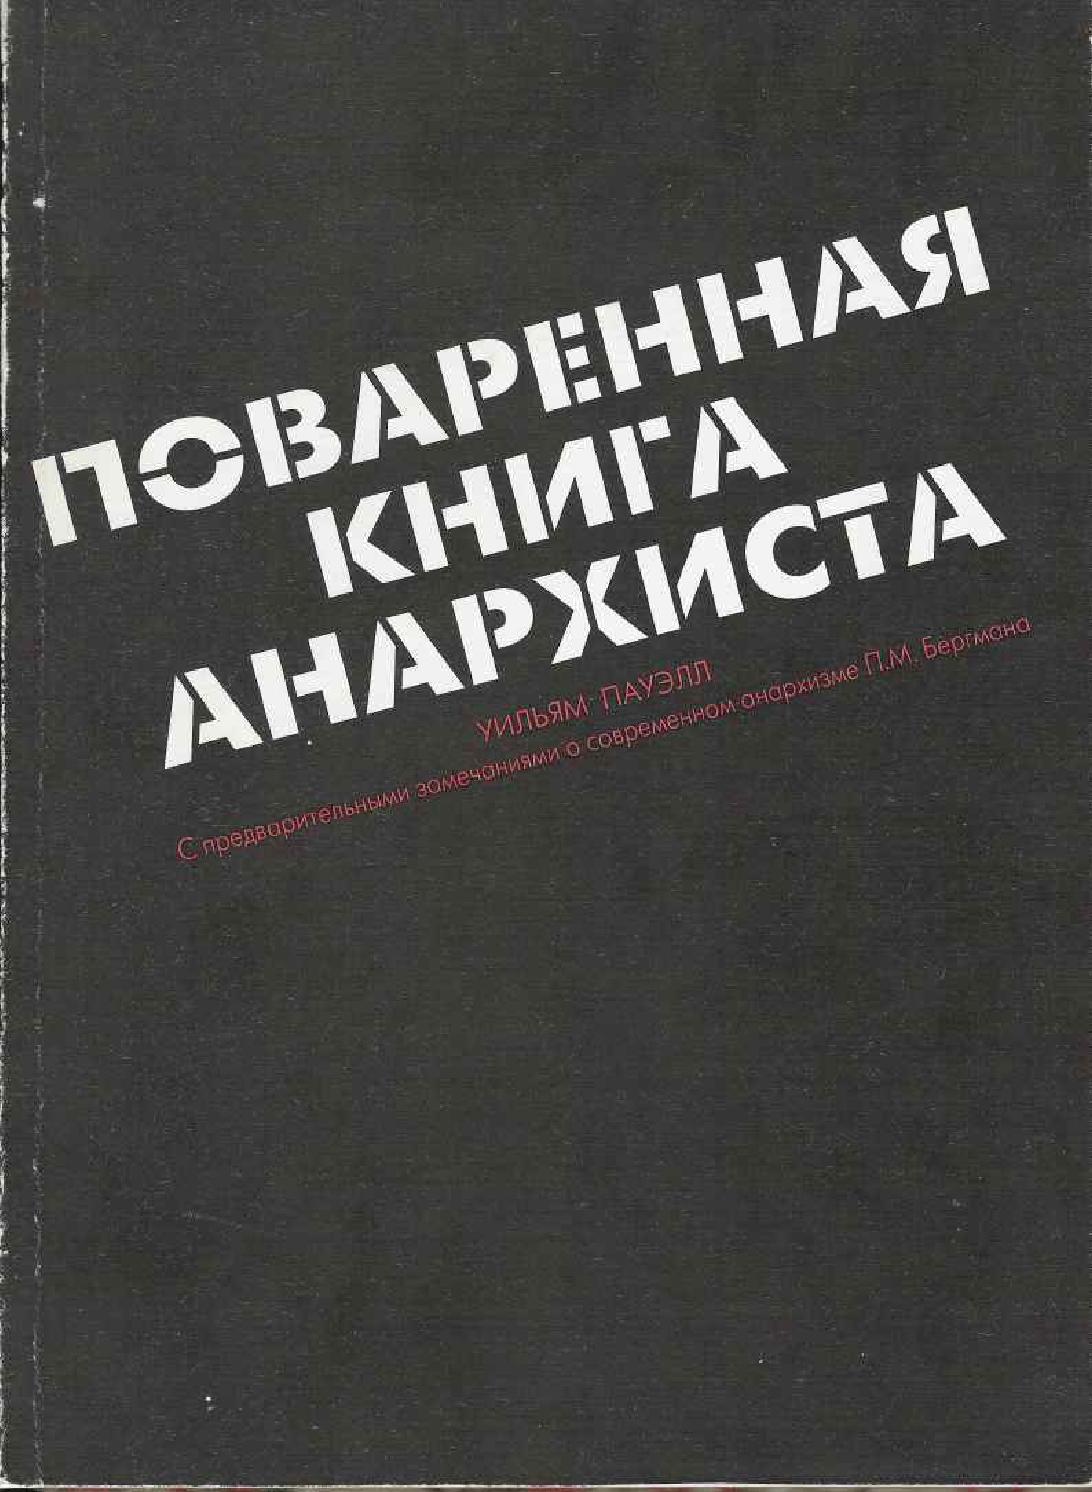 ПОВАРЕННАЯ
КНИГА
АНАРХИСТА
УИЛЬЯМ ПАУЭЛЛ
С предварительными замечаниями о современном анархизме П.М. Бергмана